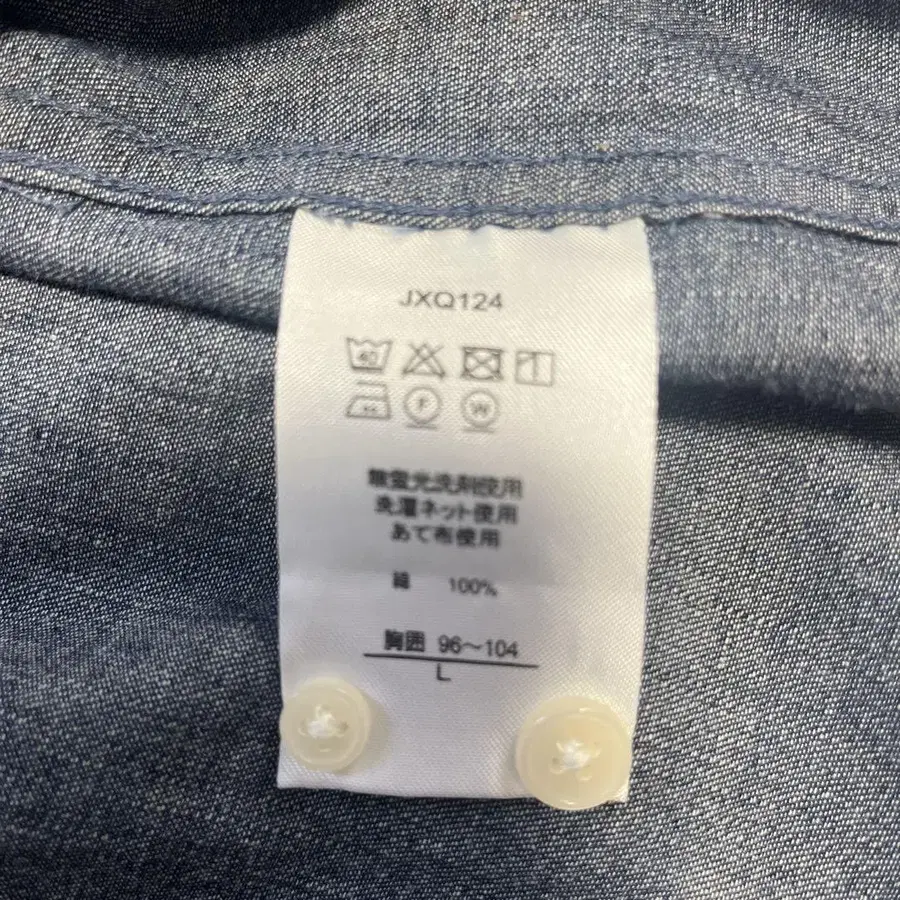 JXQ124
40
F W
無蛍光洗剤使用
洗濯ネット使用
あて布使用
綿 100%
胸囲 96〜104
L